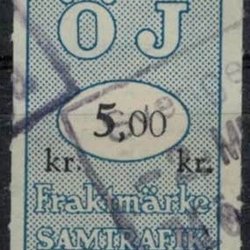 ÖJ
5,00
kr. kr.
Fraktmärke
SAMTRAFIK